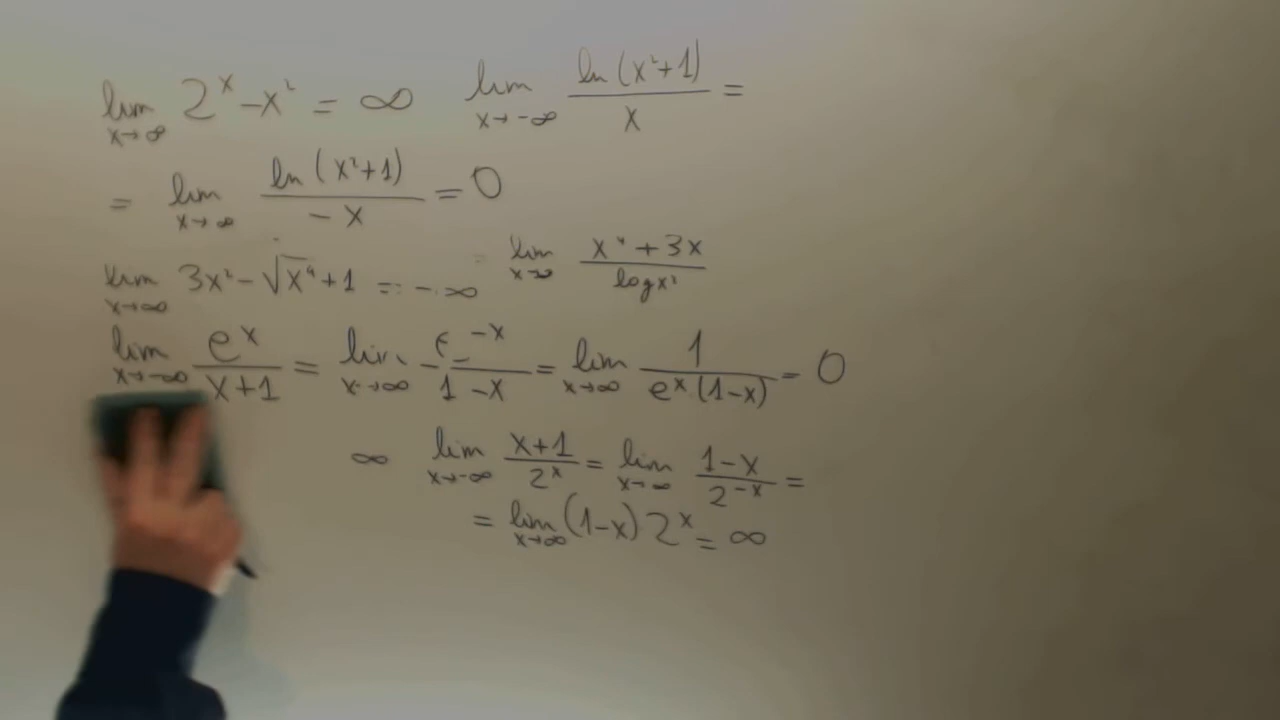 lim x→∞ 2^x - x² = ∞   lim x→-∞ ln(x²+1)/x =
= lim x→∞ ln(x²+1)/-x = 0
lim x→∞ 3x² - √x⁴+1 = -∞   lim x→∞ x⁴+3x/log x²
lim x→-∞ e^x/x+1 = lim x→∞ e^-x/1-x = lim x→∞ 1/e^x(1-x) = 0
∞   lim x→-∞ x+1/2^x = lim x→∞ 1-x/2^-x =
= lim x→∞ (1-x) 2^x = ∞